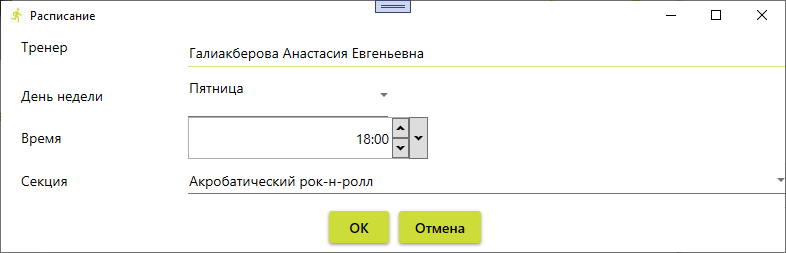 Расписание
Тренер
Галиакберова Анастасия Евгеньевна
День недели
Пятница
Время
18:00
Секция
Акробатический рок-н-ролл
ОК
Отмена